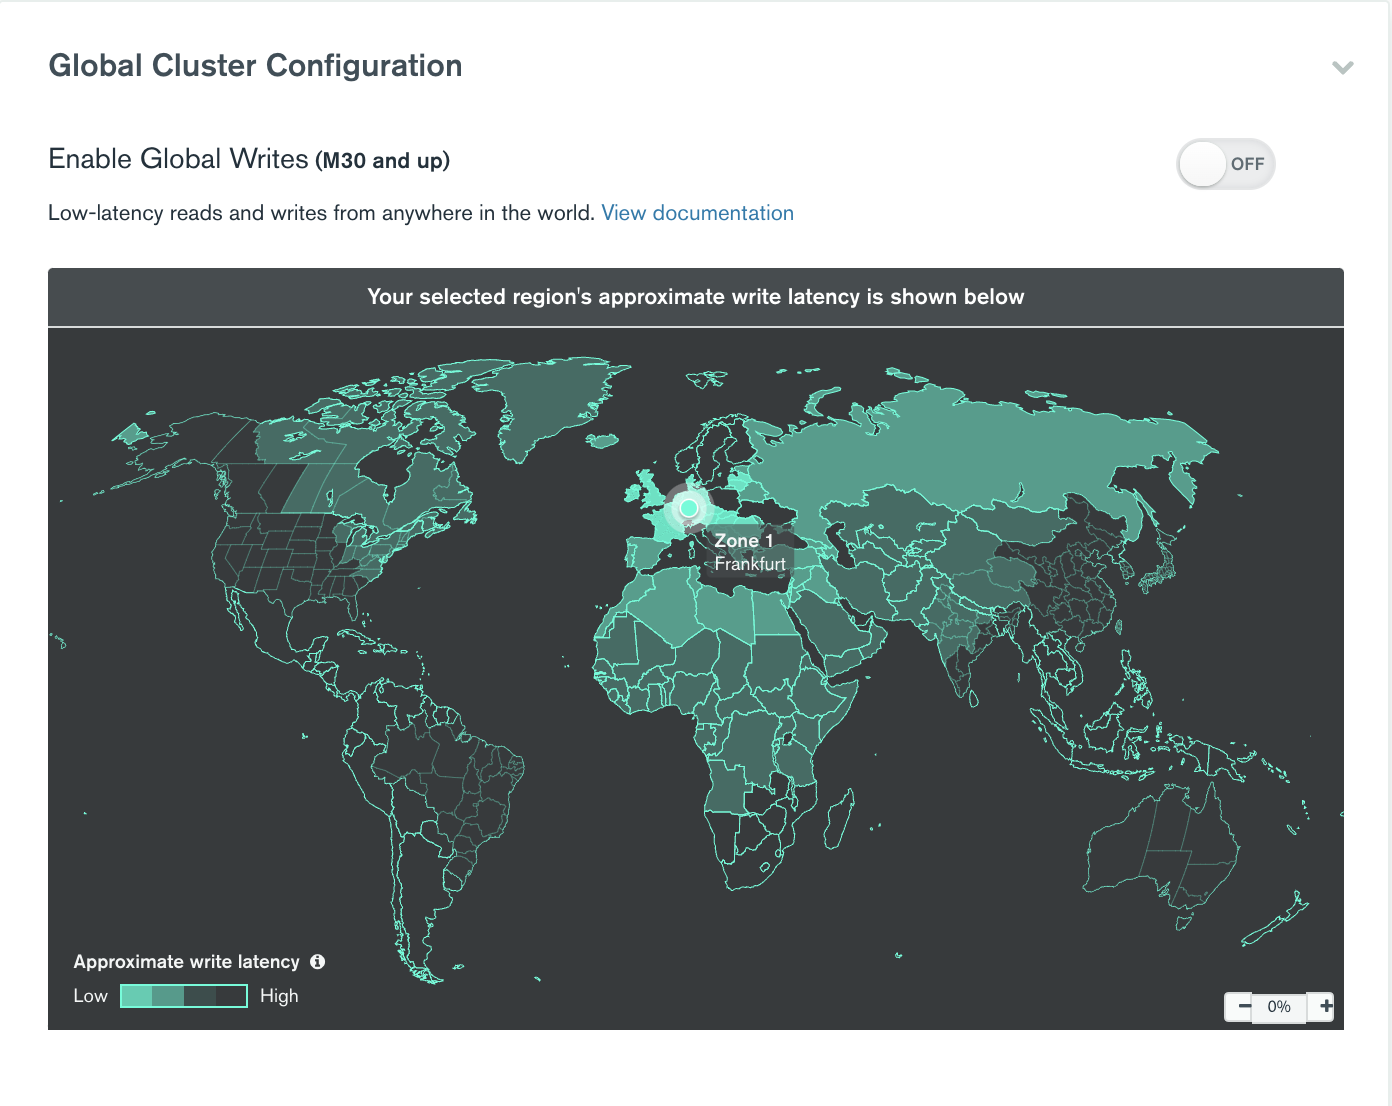 Global Cluster Configuration
Enable Global Writes (M30 and up)
OFF
Low-latency reads and writes from anywhere in the world. View documentation
Your selected region's approximate write latency is shown below
Zone 1
Frankfurt
Approximate write latency
Low
High
0%